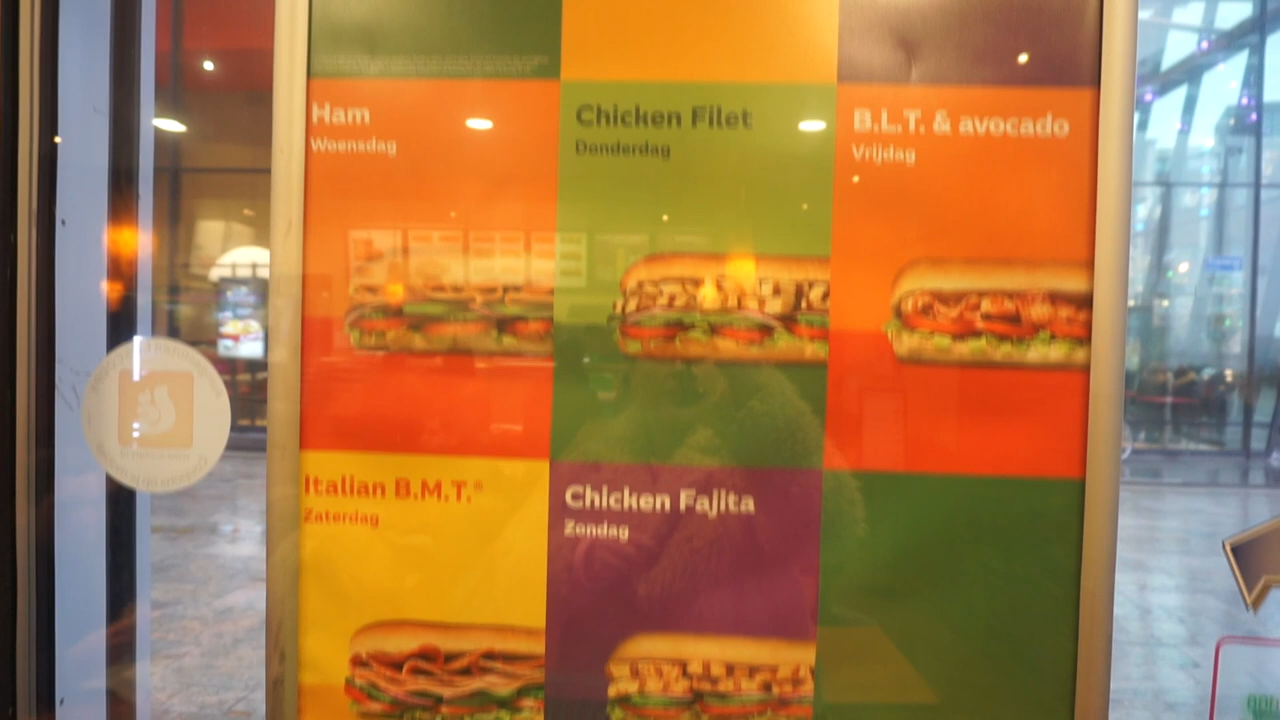 Ham
Woensdag
Chicken Filet
Donderdag
B.L.T. & avocado
Vrijdag
Italian B.M.T.®
Zaterdag
Chicken Fajita
Zondag